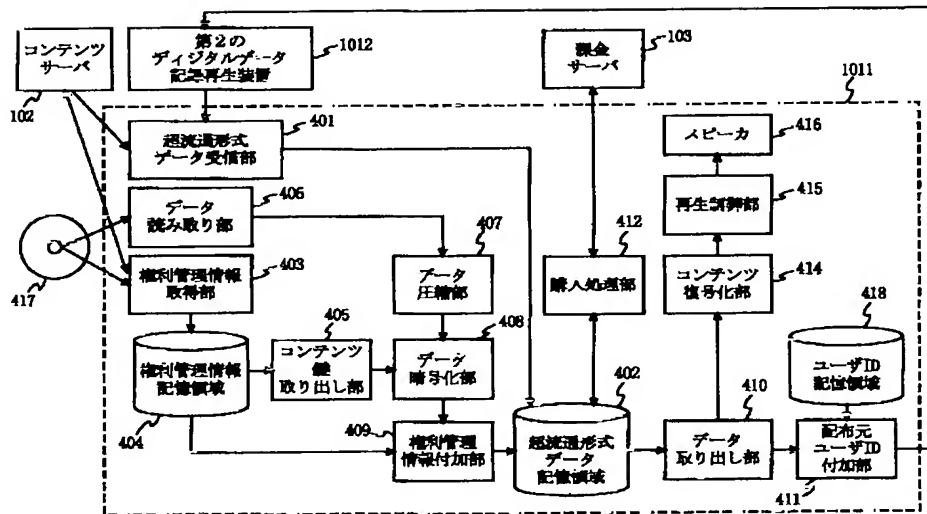 コンテンツ
サーバ
102
第2の
ディジタルデータ
記録再生装置
1012
課金
サーバ
103
1011
超流通形式
データ受信部
401
スピーカ
416
データ
読み取り部
406
再生制御部
415
417
権利管理情報
取得部
403
データ
圧縮部
407
購入処理部
412
コンテンツ
復号化部
414
権利管理情報
記憶領域
404
コンテンツ
鍵
取り出し部
405
データ
暗号化部
408
ユーザID
記憶領域
418
権利管理
情報付加部
409
超流通形式
データ
記憶領域
402
データ
取り出し部
410
配布元
ユーザID
付加部
411